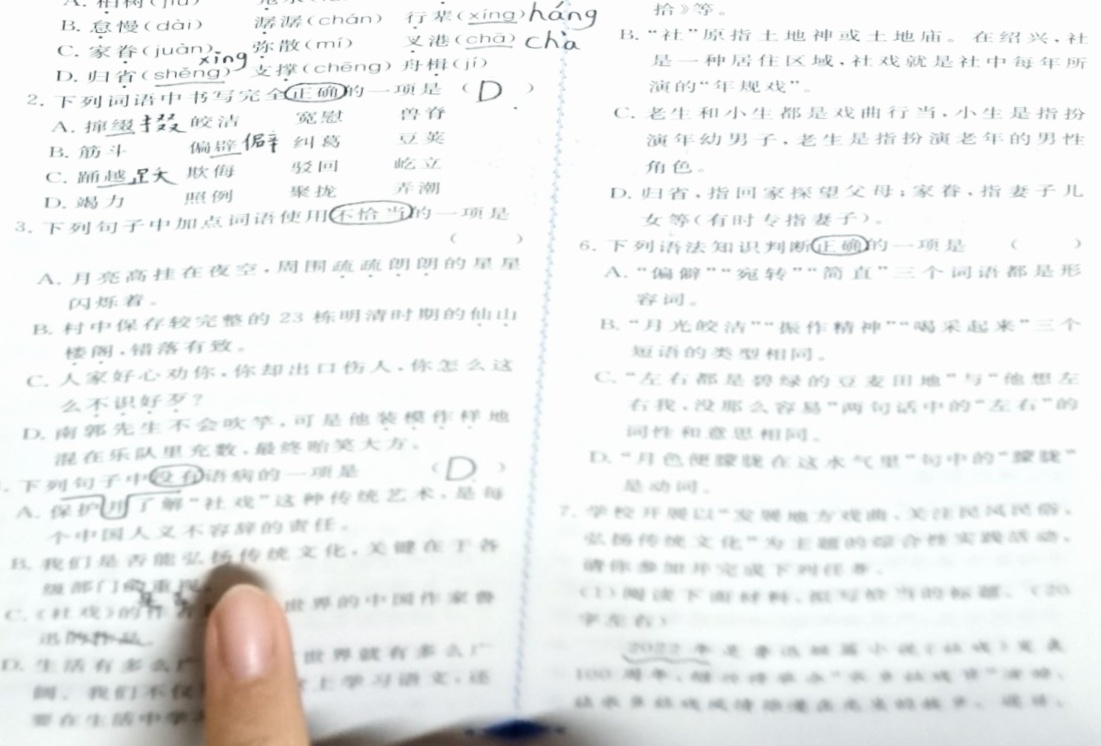 B. 怠慢(dài) 潺潺(chán) 行辈(xíng) háng
C. 家眷(juàn) 弥散(mí) 叉港(chā) chà
xǐng
D. 归省(shěng) 支撑(chēng) 舟楫(jí)
2. 下列词语中书写完全正确的一项是 ( D )
A. 撺缀 掇 皎洁 宽慰 兽脊
B. 筋斗 偏辟 僻 纠葛 豆荚
C. 踊越 跃 欺侮 驳回 屹立
D. 竭力 照例 聚拢 弄潮
3. 下列句子中加点词语使用不恰当的一项是
( )
A. 月亮高挂在夜空,周围疏疏朗朗的星星
闪烁着。
B. 村中保存较完整的 23 栋明清时期的仙山
楼阁,错落有致。
C. 人家好心劝你,你却出口伤人,你怎么这
么不识好歹?
D. 南郭先生不会吹竽,可是他装模作样地
混在乐队里充数,最终贻笑大方。
下列句子中没有语病的一项是 ( D )
A. 保护并了解“社戏”这种传统艺术,是每
个中国人义不容辞的责任。
B. 我们是否能弘扬传统文化,关键在于各
级部门 重视
C.《社戏》的作者 世界的中国作家鲁
迅的作品。
D. 生活有多么广 世界就有多么广
阔,我们不仅 上学习语文,还
要在生活中学
拾》等。
B.“社”原指土地神或土地庙。在绍兴,社
是一种居住区域,社戏就是社中每年所
演的“年规戏”。
C. 老生和小生都是戏曲行当,小生是指扮
演年幼男子,老生是指扮演老年的男性
角色。
D. 归省,指回家探望父母;家眷,指妻子儿
女等(有时专指妻子)。
6. 下列语法知识判断正确的一项是 ( )
A.“偏僻”“宛转”“简直”三个词语都是形
容词。
B.“月光皎洁”“振作精神”“喝采起来”三个
短语的类型相同。
C.“左右都是碧绿的豆麦田地”与“他想左
右我,没那么容易”两句话中的“左右”的
词性和意思相同。
D.“月色便朦胧在这水气里”句中的“朦胧”
是动词。
7. 学校开展以“发展地方戏曲,关注民风民俗,
弘扬传统文化”为主题的综合性实践活动,
请你参加并完成下列任务。
(1)阅读下面材料,拟写恰当的标题。(20
字左右)
2022 年是鲁迅短篇小说《社戏》发表
100 周年,